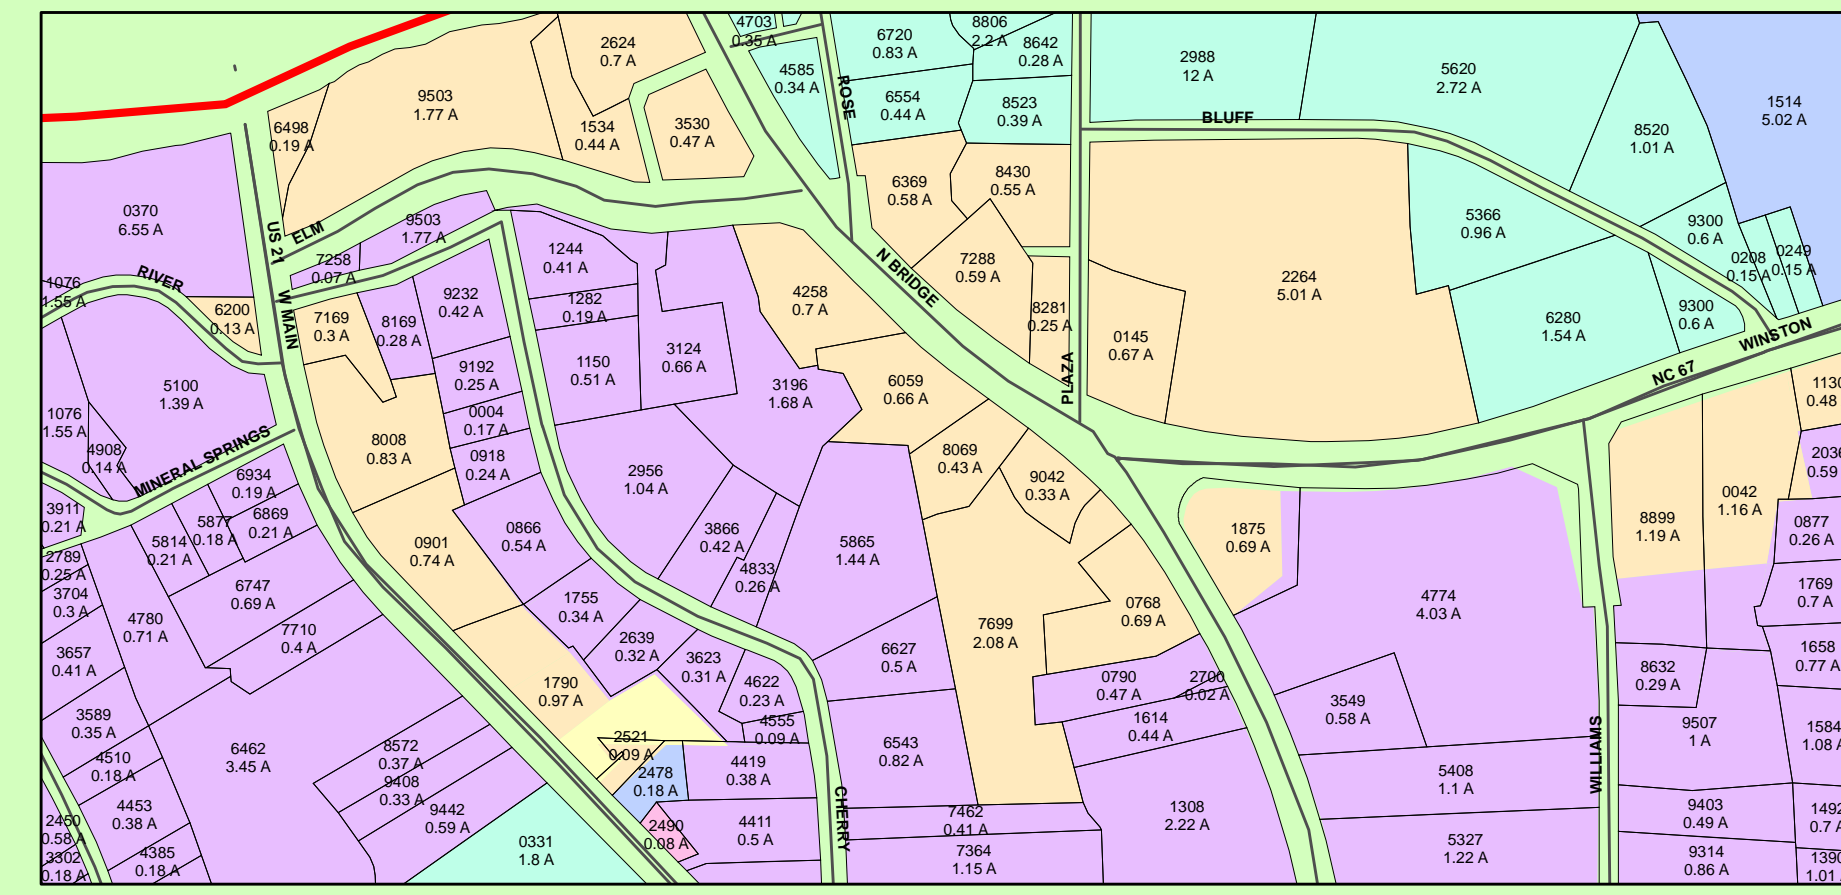 4703
0.35 A
6720
0.83 A
8806
2.2 A
8642
0.28 A
2624
0.7 A
2988
12 A
5620
2.72 A
1514
5.02 A
4585
0.34 A
ROSE
6554
0.44 A
8523
0.39 A
9503
1.77 A
6498
0.19 A
1534
0.44 A
3530
0.47 A
BLUFF
8520
1.01 A
0370
6.55 A
6369
0.58 A
8430
0.55 A
5366
0.96 A
9300
0.6 A
0208
0.15 A
0249
0.15 A
US 21
ELM
9503
1.77 A
7258
0.07 A
1244
0.41 A
7288
0.59 A
2264
5.01 A
N BRIDGE
1076
1.55 A
RIVER
6200
0.13 A
W MAIN
7169
0.3 A
8169
0.28 A
9232
0.42 A
1282
0.19 A
4258
0.7 A
8281
0.25 A
0145
0.67 A
6280
1.54 A
9300
0.6 A
WINSTON
NC 67
5100
1.39 A
9192
0.25 A
1150
0.51 A
3124
0.66 A
3196
1.68 A
6059
0.66 A
PLAZA
1130
0.48
1076
1.55 A
4908
0.14 A
MINERAL SPRINGS
8008
0.83 A
0004
0.17 A
0918
0.24 A
2956
1.04 A
8069
0.43 A
9042
0.33 A
2036
0.59
6934
0.19 A
3911
0.21 A
5877
0.18 A
6869
0.21 A
5814
0.21 A
0901
0.74 A
0866
0.54 A
3866
0.42 A
5865
1.44 A
1875
0.69 A
8899
1.19 A
0042
1.16 A
0877
0.26 A
2789
0.25 A
3704
0.3 A
4780
0.71 A
6747
0.69 A
7710
0.4 A
1755
0.34 A
4833
0.26 A
2639
0.32 A
7699
2.08 A
0768
0.69 A
4774
4.03 A
1769
0.7 A
3657
0.41 A
1790
0.97 A
3623
0.31 A
4622
0.23 A
6627
0.5 A
0790
0.47 A
2700
0.02 A
8632
0.29 A
1658
0.77 A
3589
0.35 A
4510
0.18 A
6462
3.45 A
8572
0.37 A
9408
0.33 A
2521
0.09 A
4555
0.09 A
1614
0.44 A
3549
0.58 A
WILLIAMS
9507
1 A
1584
1.08 A
6543
0.82 A
2478
0.18 A
4419
0.38 A
5408
1.1 A
4453
0.38 A
2450
0.58 A
3302
0.18 A
4385
0.18 A
9442
0.59 A
0331
1.8 A
2490
0.08 A
4411
0.5 A
CHERRY
7462
0.41 A
7364
1.15 A
1308
2.22 A
5327
1.22 A
9403
0.49 A
9314
0.86 A
1492
0.7 A
1390
1.01